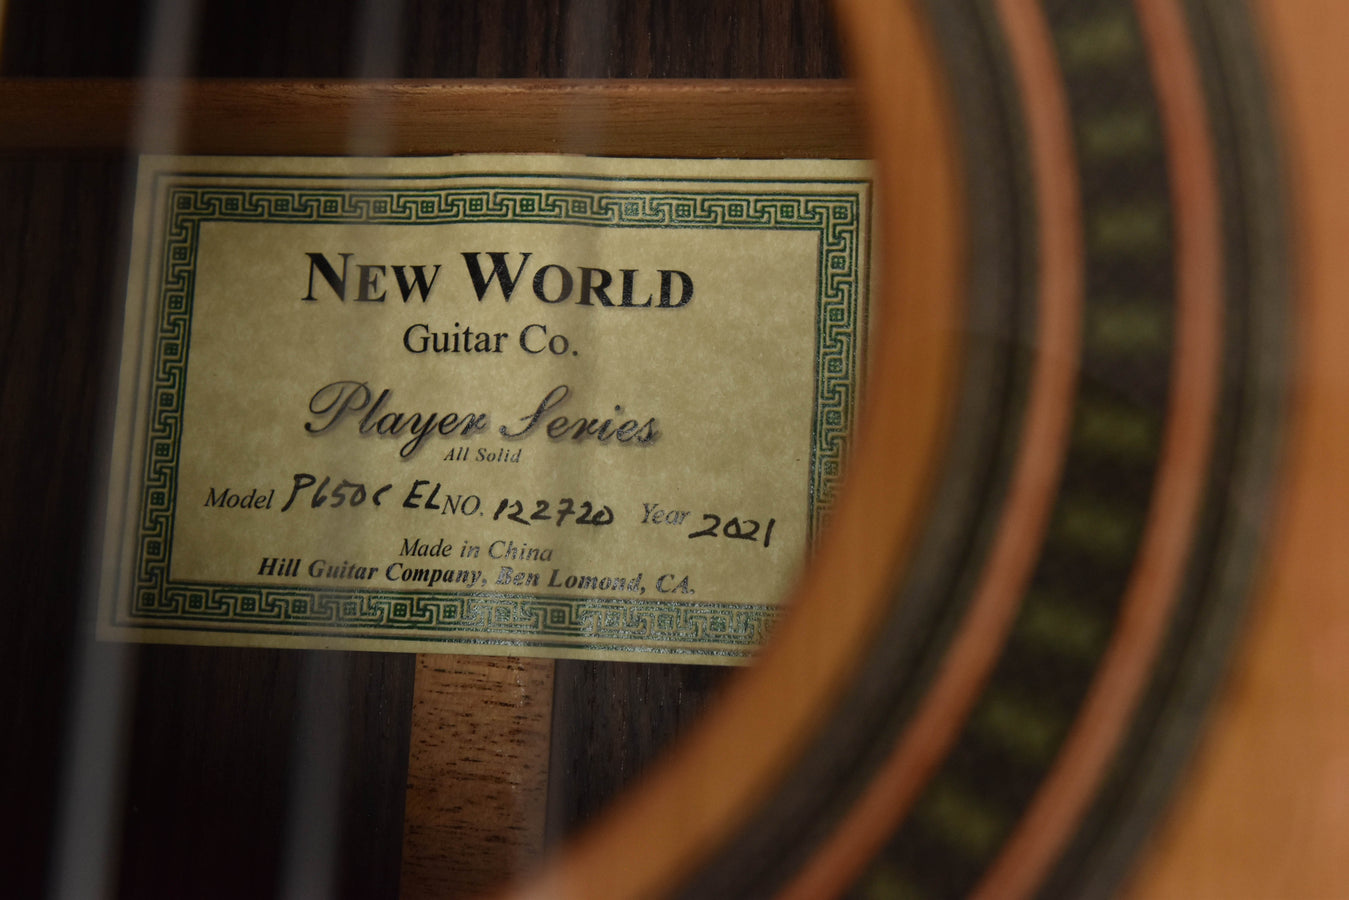 NEW WORLD
Guitar Co.
Player Series
All Solid
Model P650C EL NO. 122720 Year 2021
Made in China
Hill Guitar Company, Ben Lomond, CA.